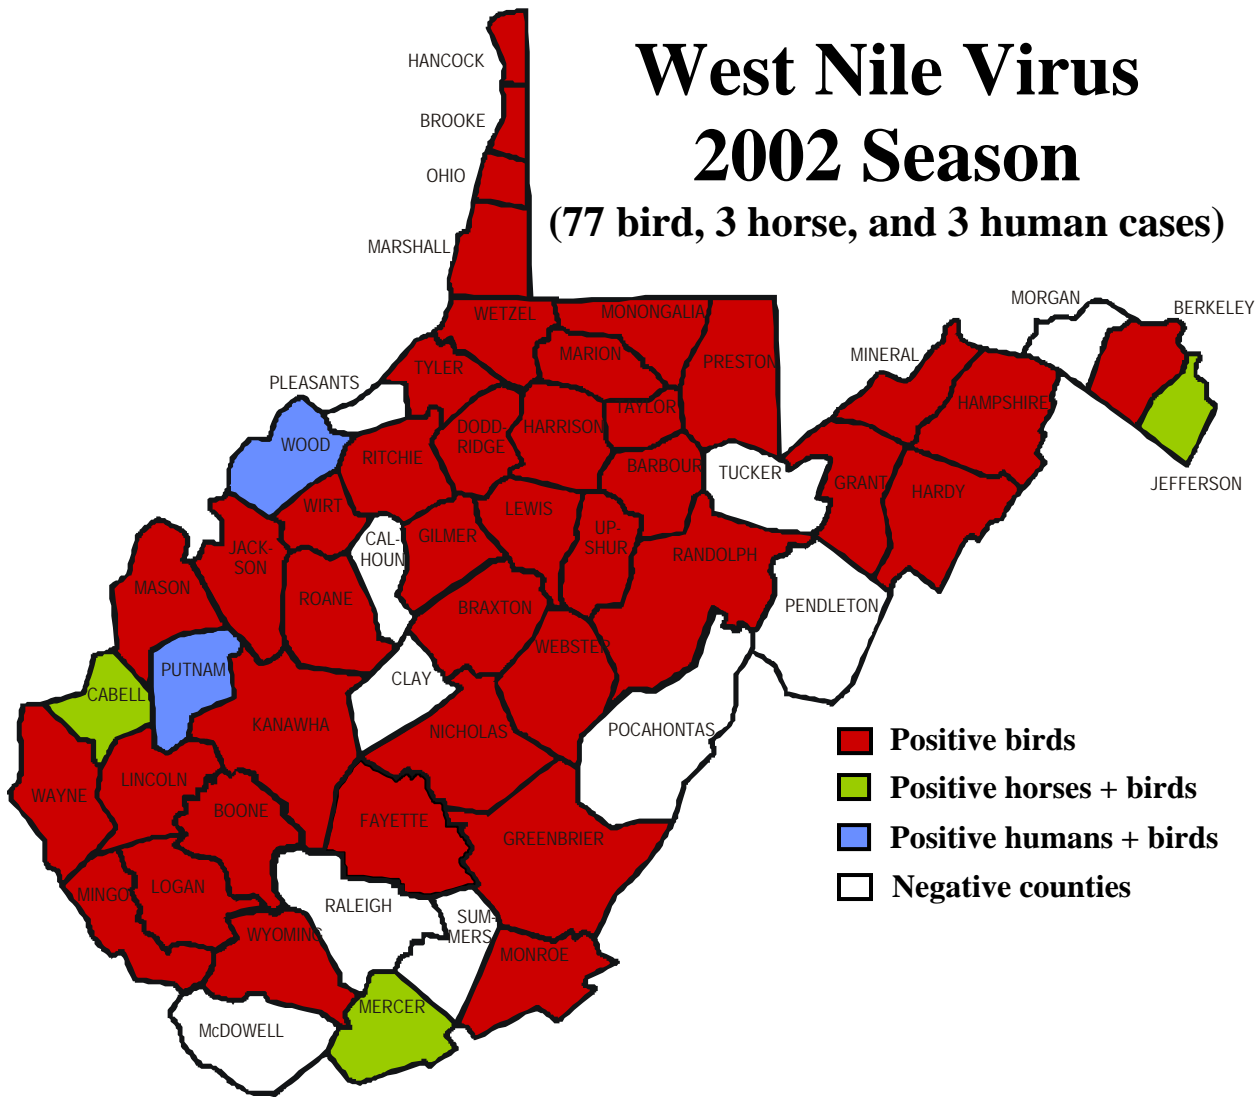 West Nile Virus
2002 Season
(77 bird, 3 horse, and 3 human cases)
HANCOCK
BROOKE
OHIO
MARSHALL
WETZEL
MONONGALIA
MORGAN
BERKELEY
MARION
PRESTON
MINERAL
TYLER
PLEASANTS
HAMPSHIRE
TAYLOR
WOOD
DODD-
RIDGE
HARRISON
RITCHIE
BARBOUR
TUCKER
GRANT
HARDY
JEFFERSON
WIRT
LEWIS
GILMER
CAL-
HOUN
UP-
SHUR
JACK-
SON
RANDOLPH
MASON
ROANE
BRAXTON
PENDLETON
WEBSTER
PUTNAM
CLAY
CABELL
KANAWHA
NICHOLAS
POCAHONTAS
LINCOLN
WAYNE
BOONE
FAYETTE
GREENBRIER
MINGO
LOGAN
RALEIGH
SUM-
MERS
WYOMING
MONROE
MERCER
McDOWELL
Positive birds
Positive horses + birds
Positive humans + birds
Negative counties